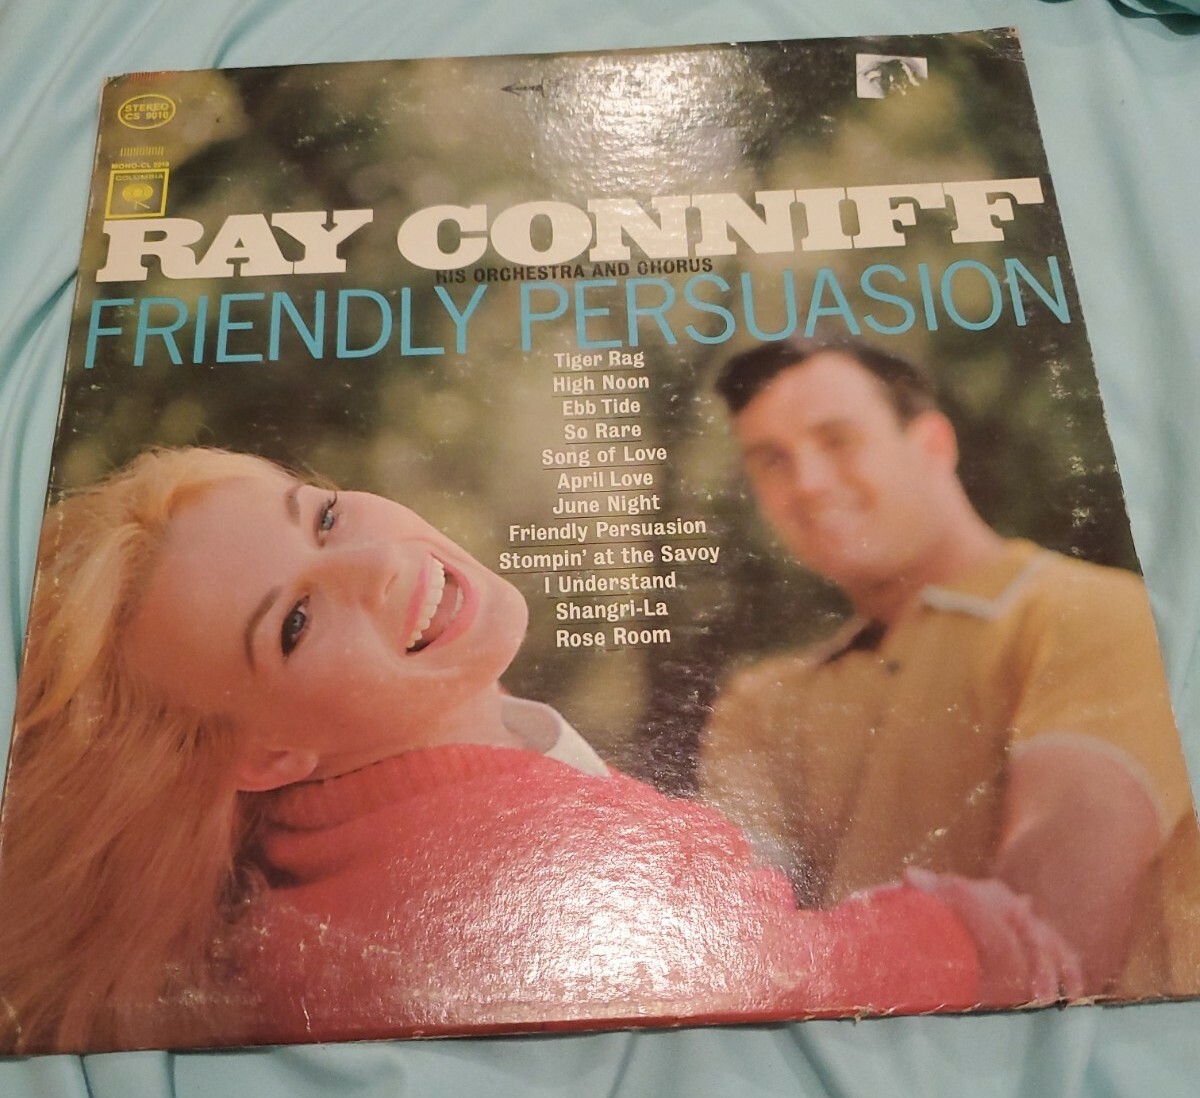 STEREO
CS 9010
COLUMBIA
RAY CONNIFF
HIS ORCHESTRA AND CHORUS
FRIENDLY PERSUASION
Tiger Rag
High Noon
Ebb Tide
So Rare
Song of Love
April Love
June Night
Friendly Persuasion
Stompin' at the Savoy
I Understand
Shangri-La
Rose Room